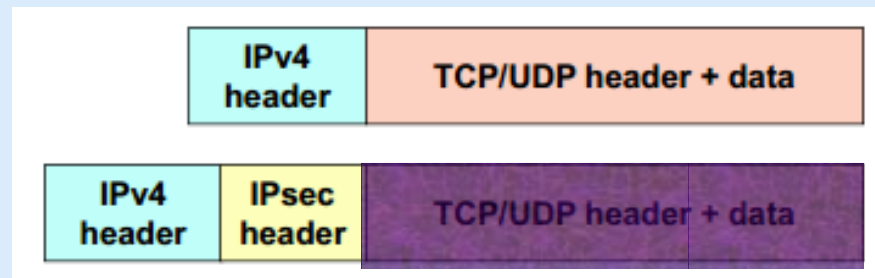 IPv4
header
TCP/UDP header + data
IPv4
header
IPsec
header
TCP/UDP header + data